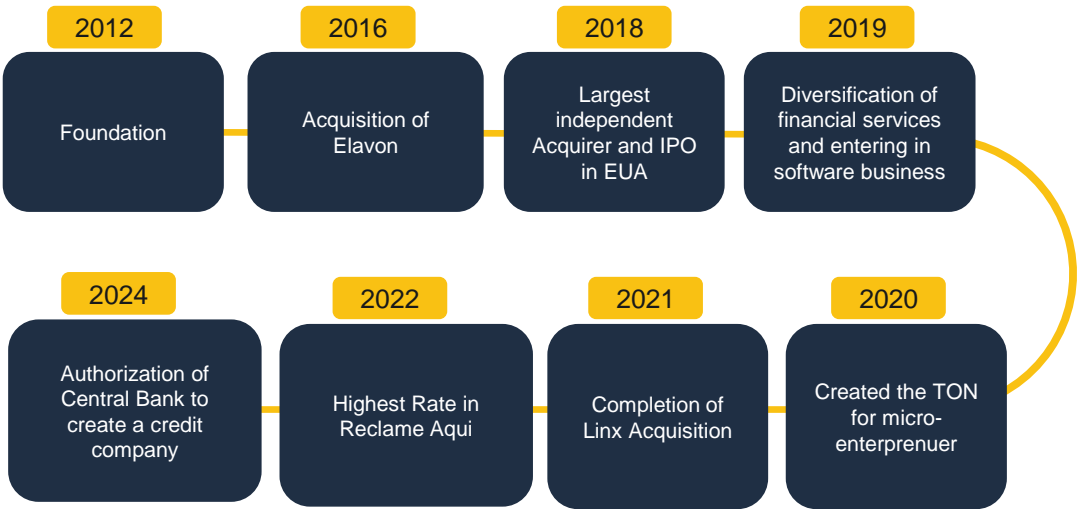 2012
Foundation
2016
Acquisition of
Elavon
2018
Largest
independent
Acquirer and IPO
in EUA
2019
Diversification of
financial services
and entering in
software business
2020
Created the TON
for micro-
enterprenuer
2021
Completion of
Linx Acquisition
2022
Highest Rate in
Reclame Aqui
2024
Authorization of
Central Bank to
create a credit
company